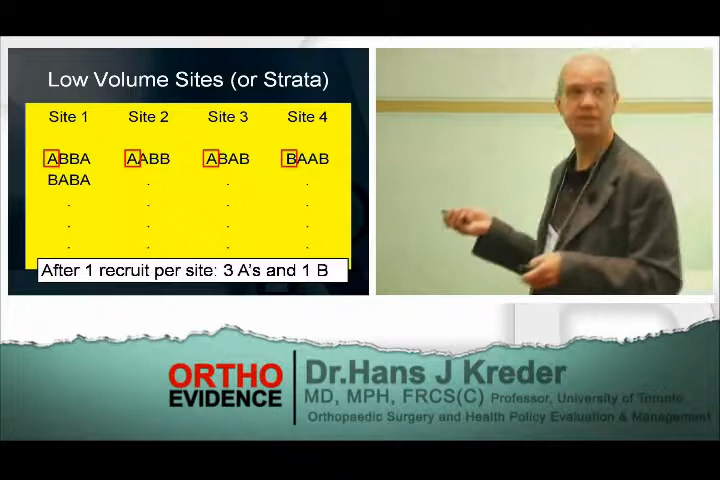 Low Volume Sites (or Strata)
Site 1 Site 2 Site 3 Site 4
ABBA AABB ABAB BAAB
BABA . . .
. . . .
. . . .
. . . .
After 1 recruit per site: 3 A's and 1 B
ORTHO
EVIDENCE
Dr.Hans J Kreder
MD, MPH, FRCS(C) Professor, University of Toronto
Orthopaedic Surgery and Health Policy Evaluation & Management